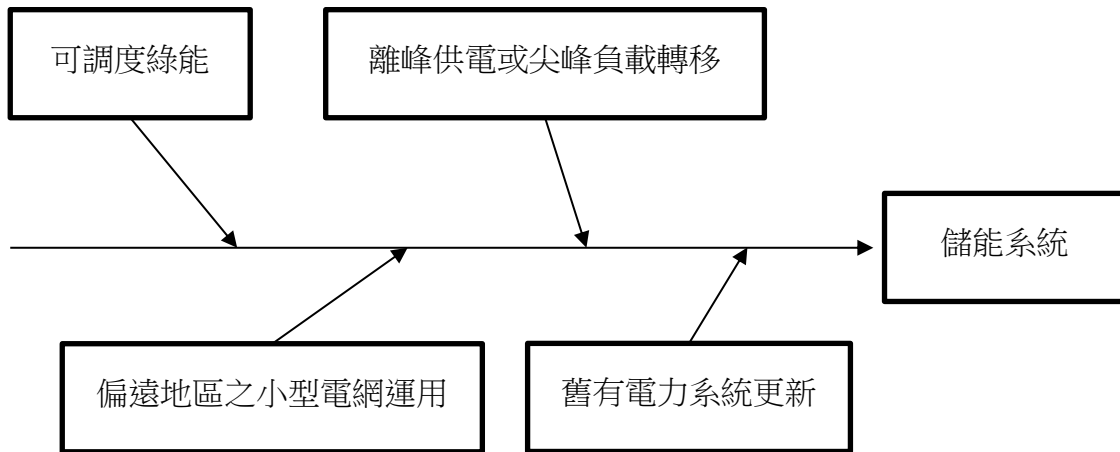 可調度綠能
離峰供電或尖峰負載轉移
儲能系統
偏遠地區之小型電網運用
舊有電力系統更新